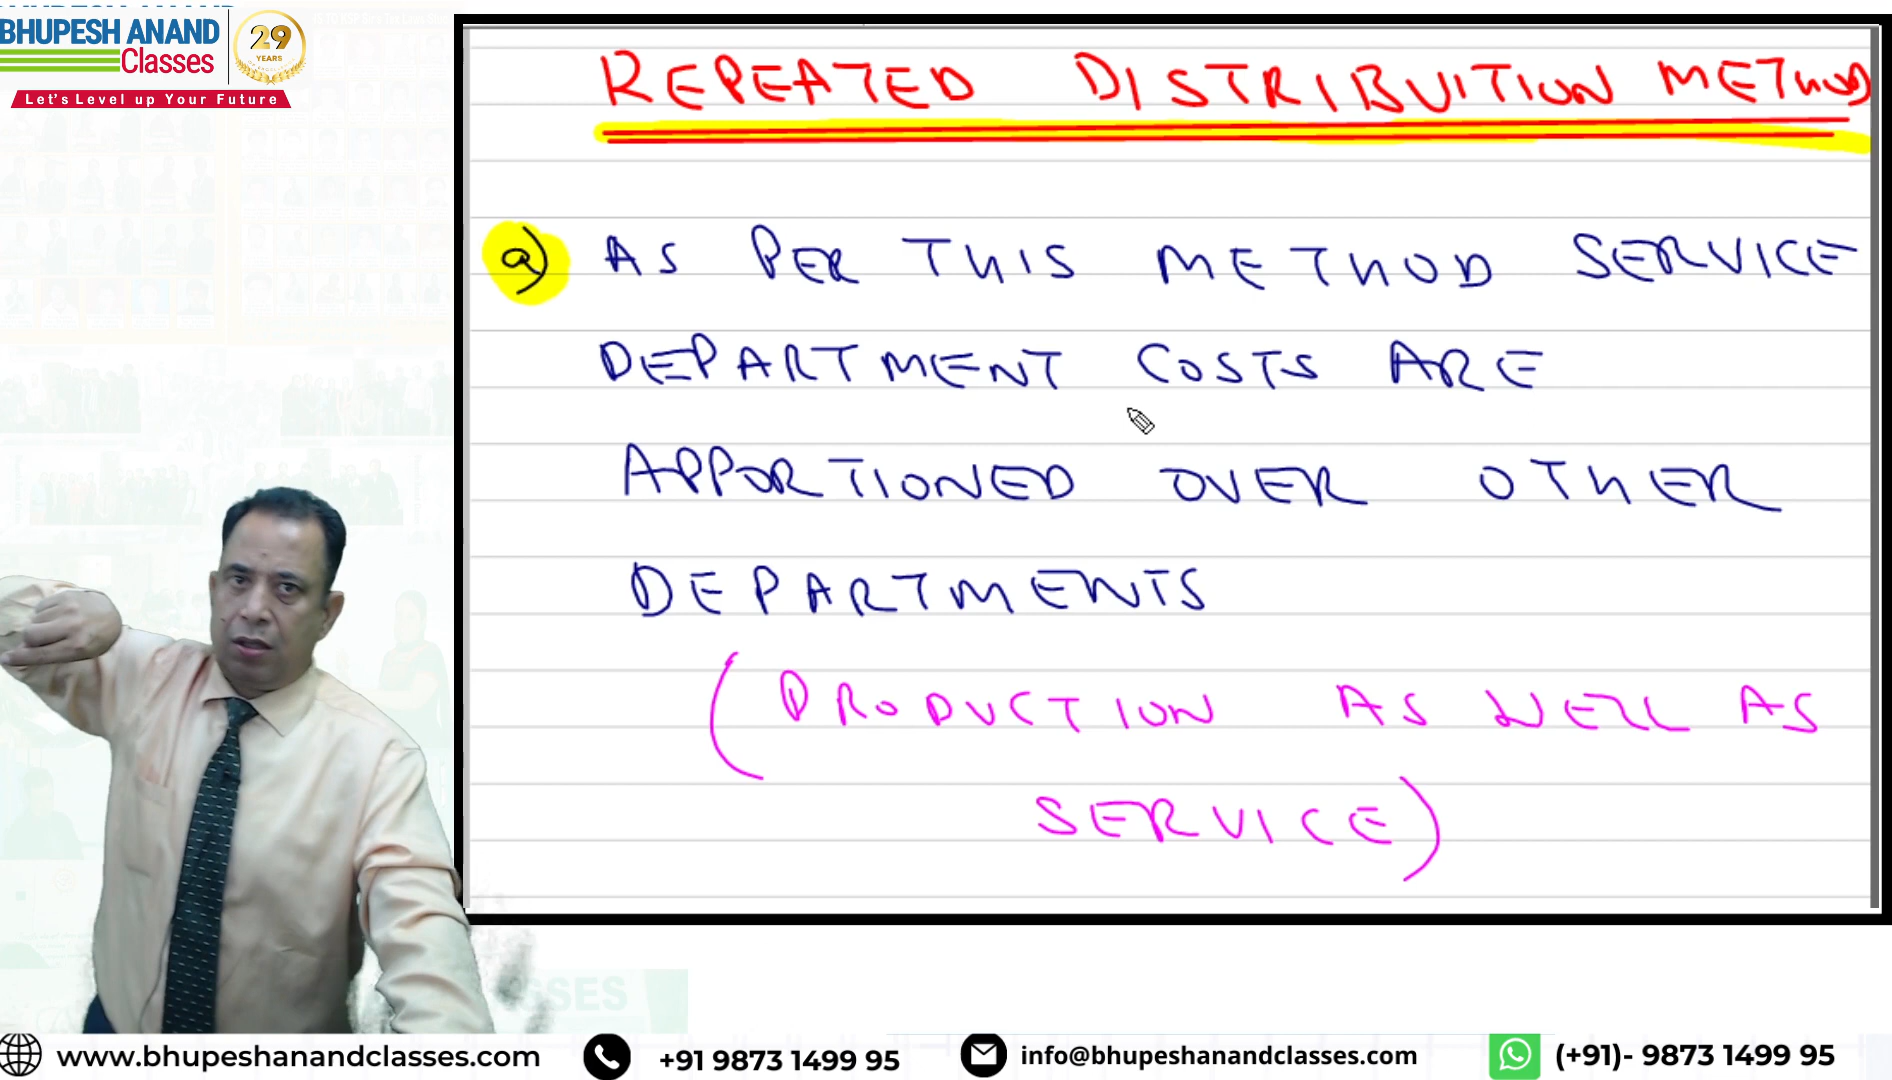 BHUPESH ANAND
Classes
29
YEARS
Let's Level up Your Future
REPEATED DISTRIBUITION METHOD
a) AS PER THIS METHOD SERVICE
DEPARTMENT COSTS ARE
APPORTIONED OVER OTHER
DEPARTMENTS
(PRODUCTION AS WELL AS
SERVICE)
SSES
www.bhupeshanandclasses.com
+91 9873 1499 95
info@bhupeshanandclasses.com
(+91)- 9873 1499 95